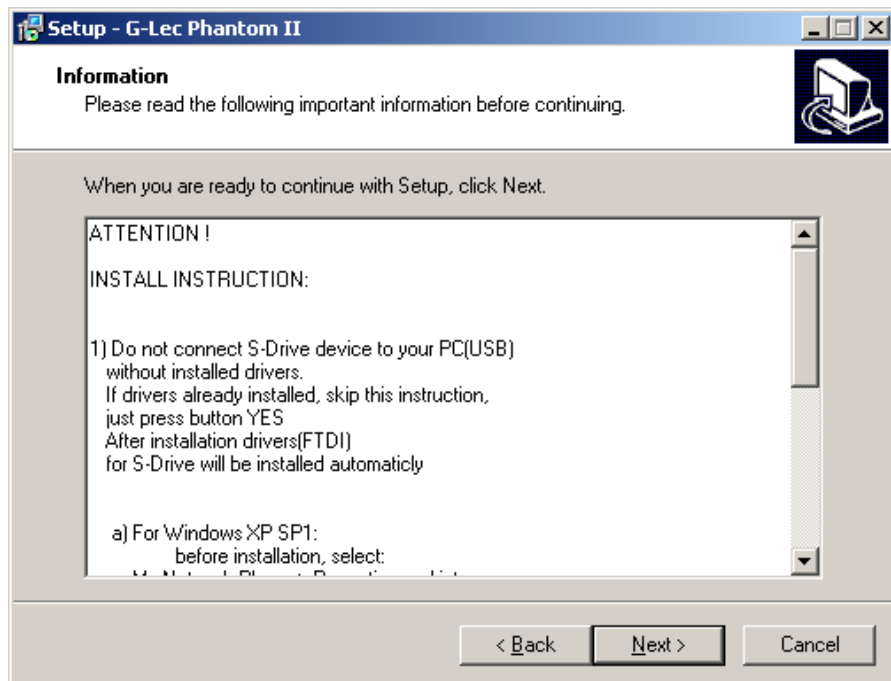 Setup - G-Lec Phantom II
Information
Please read the following important information before continuing.
When you are ready to continue with Setup, click Next.
ATTENTION !
INSTALL INSTRUCTION:
1) Do not connect S-Drive device to your PC(USB)
without installed drivers.
If drivers already installed, skip this instruction,
just press button YES
After installation drivers(FTDI)
for S-Drive will be installed automaticly
a) For Windows XP SP1:
before installation, select:
< Back
Next >
Cancel